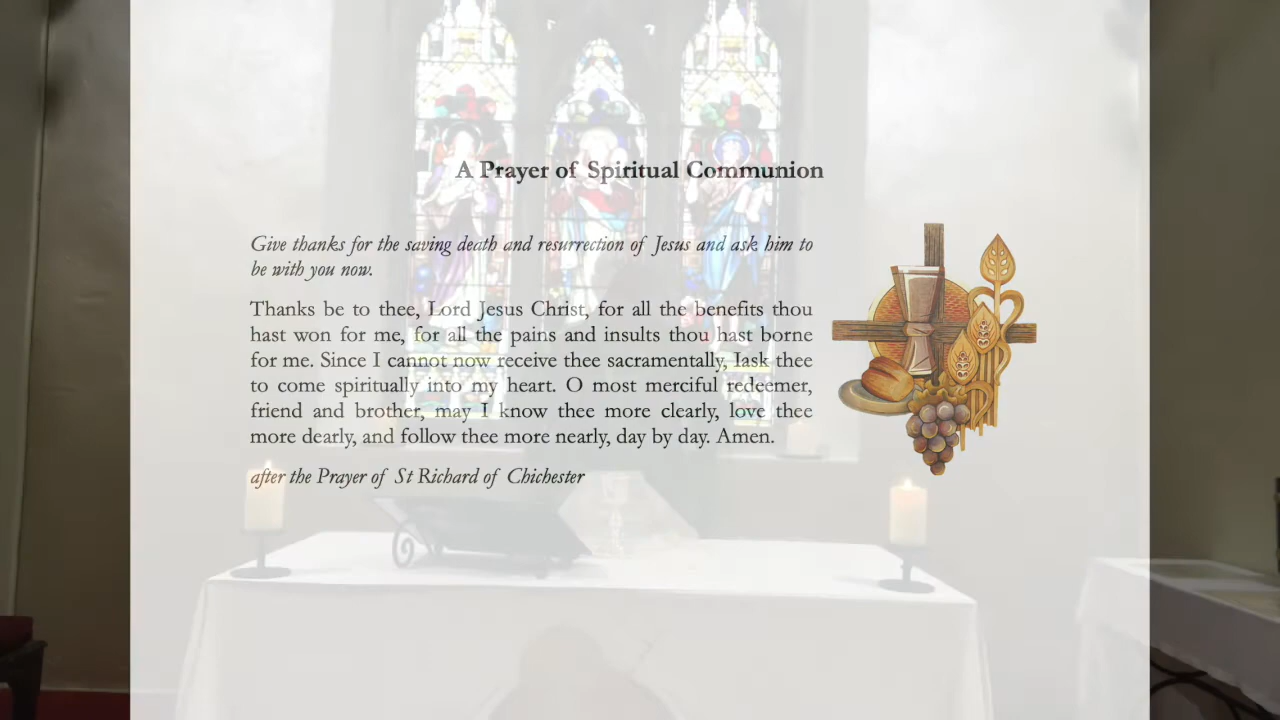 A Prayer of Spiritual Communion
Give thanks for the saving death and resurrection of Jesus and ask him to
be with you now.
Thanks be to thee, Lord Jesus Christ, for all the benefits thou
hast won for me, for all the pains and insults thou hast borne
for me. Since I cannot now receive thee sacramentally, Iask thee
to come spiritually into my heart. O most merciful redeemer,
friend and brother, may I know thee more clearly, love thee
more dearly, and follow thee more nearly, day by day. Amen.
after the Prayer of St Richard of Chichester